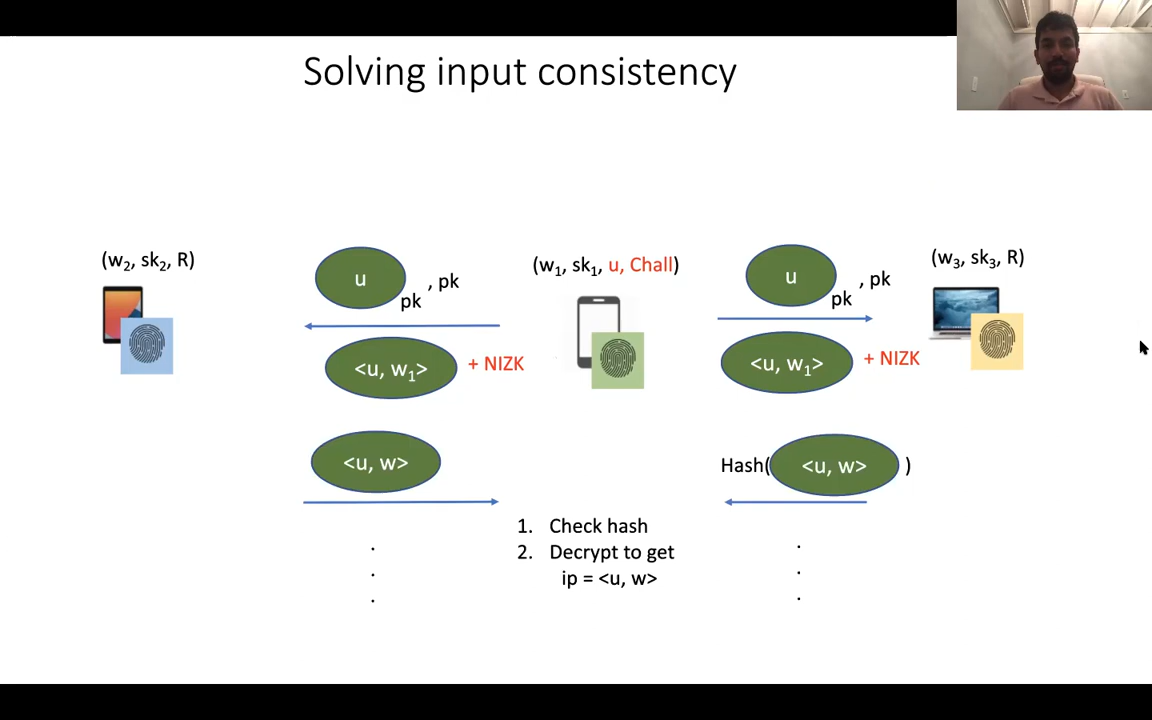 Solving input consistency
(w2, sk2, R)
u pk , pk
(w1, sk1, u, Chall)
u pk , pk
(w3, sk3, R)
<u, w1> + NIZK
<u, w1> + NIZK
<u, w>
Hash( <u, w> )
1. Check hash
2. Decrypt to get
ip = <u, w>